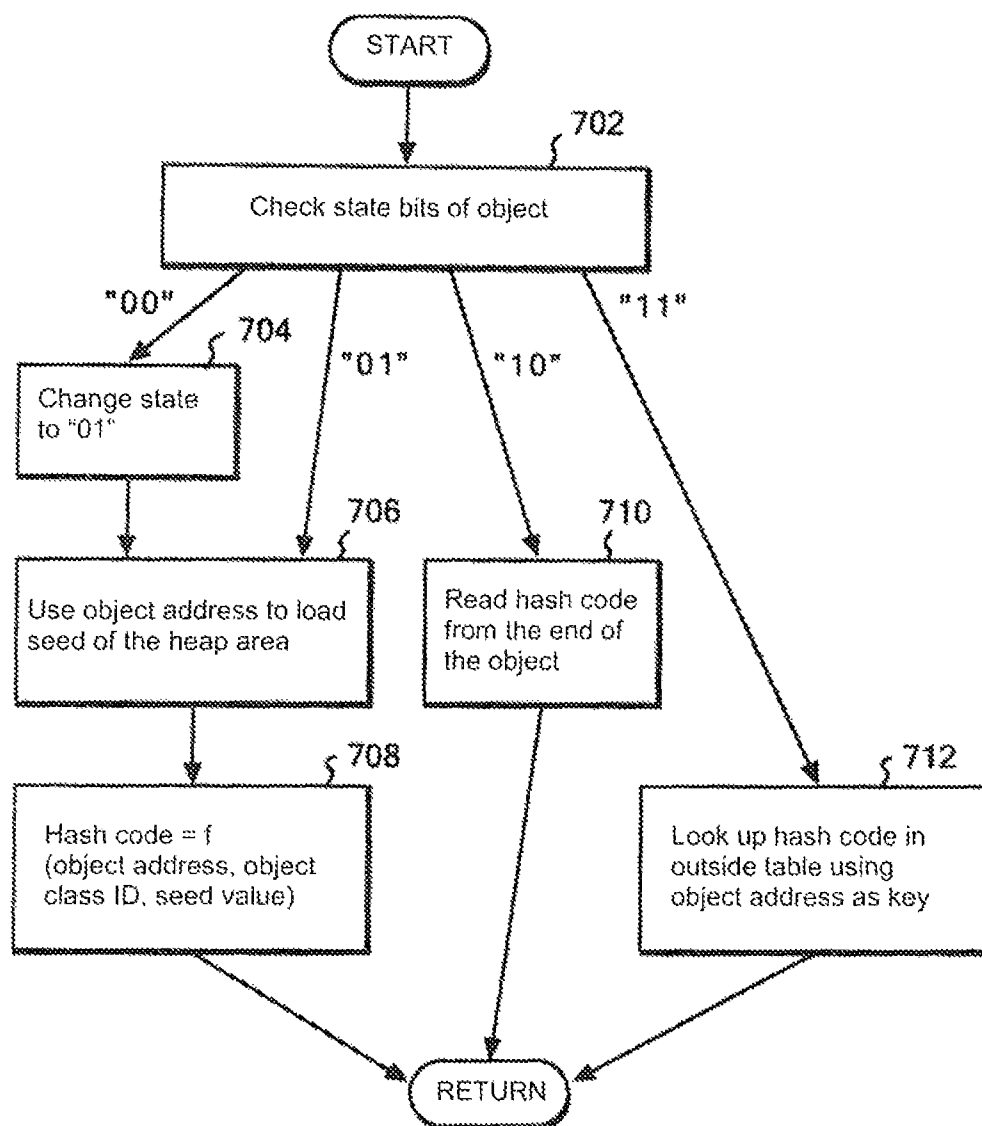 START
702
Check state bits of object
"00"
"01"
"10"
"11"
704
Change state
to "01"
706
Use object address to load
seed of the heap area
710
Read hash code
from the end of
the object
708
Hash code = f
(object address, object
class ID, seed value)
712
Look up hash code in
outside table using
object address as key
RETURN